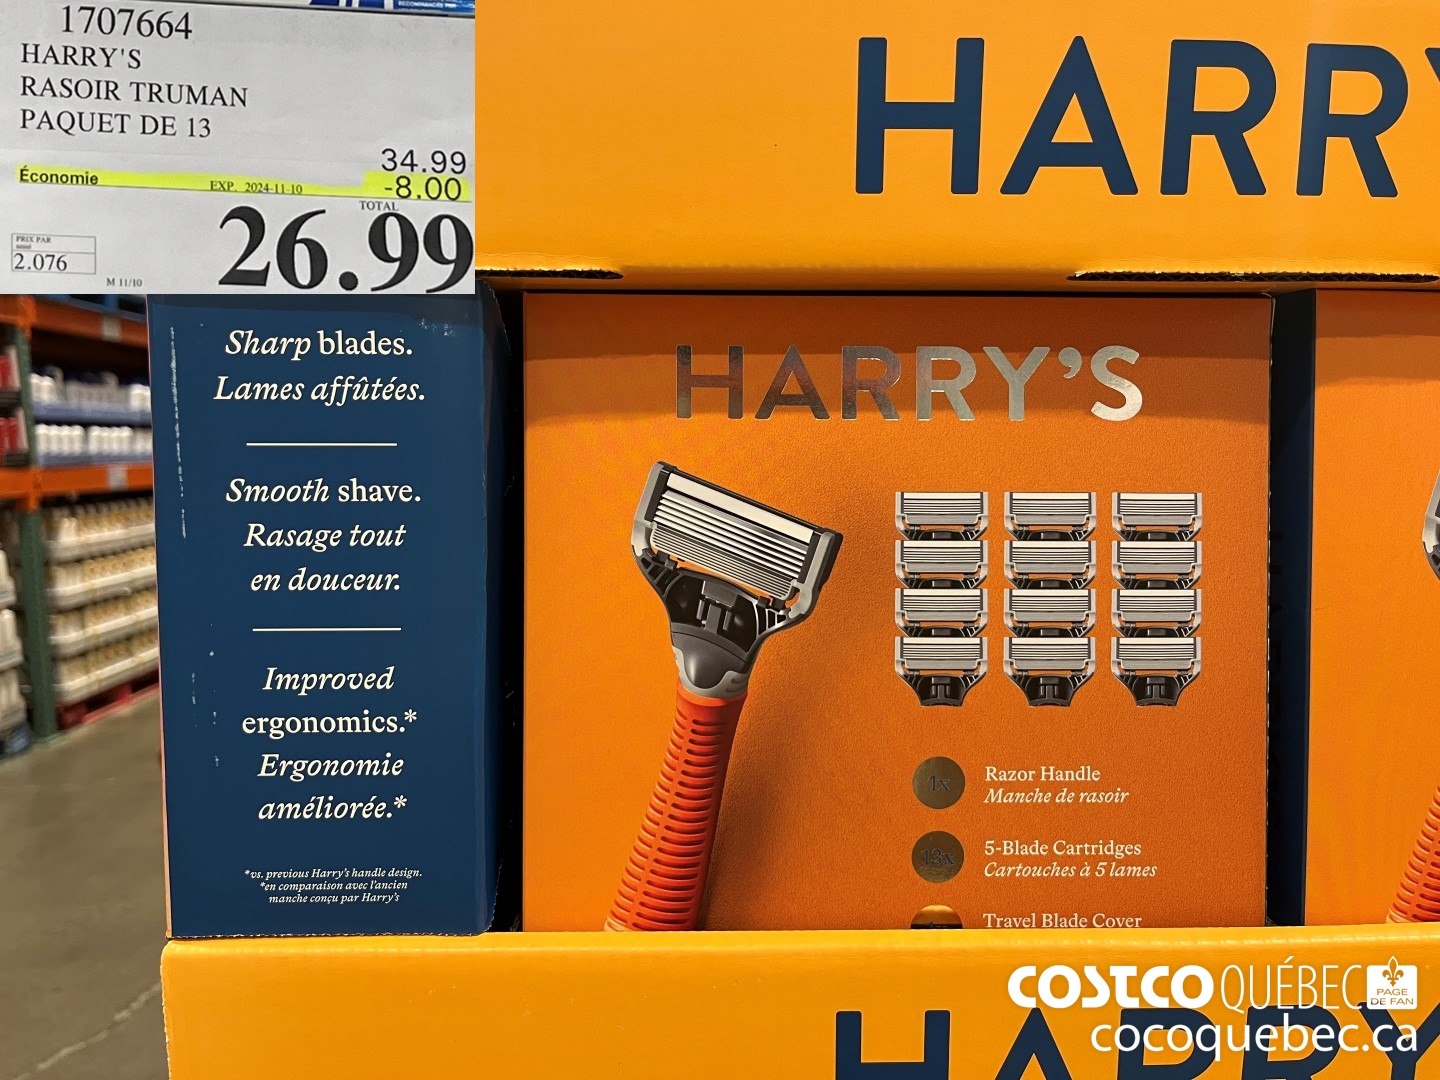 1707664
HARRY'S
RASOIR TRUMAN
PAQUET DE 13
34.99
Économie
EXP. 2024-11-10
-8.00
TOTAL
26.99
PRIX PAR
2.076
M 11/10
HARRY
Sharp blades.
Lames affûtées.
Smooth shave.
Rasage tout
en douceur.
Improved
ergonomics.*
Ergonomie
améliorée.*
*vs. previous Harry's handle design.
*en comparaison avec l'ancien
manche conçu par Harry's
HARRY'S
1x
Razor Handle
Manche de rasoir
13x
5-Blade Cartridges
Cartouches à 5 lames
Travel Blade Cover
HARRY
COSTCO QUÉBEC
PAGE
DE FAN
cocoquebec.ca